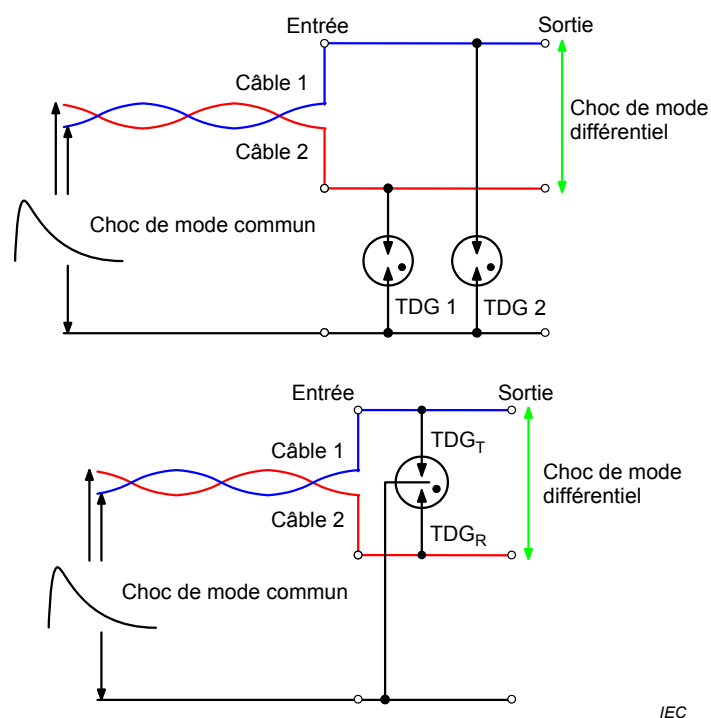 Entrée
Sortie
Câble 1
Câble 2
Choc de mode
différentiel
Choc de mode commun
TDG 1
TDG 2
Entrée
Sortie
Câble 1
TDGT
Choc de mode
différentiel
Câble 2
TDGR
Choc de mode commun
IEC